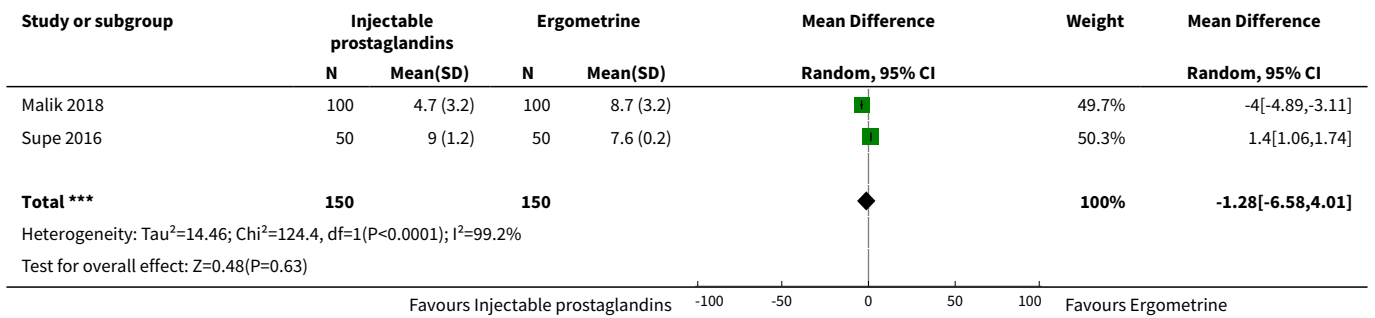 Study or subgroup Injectable prostaglandins Ergometrine Mean Difference Weight Mean Difference
N Mean(SD) N Mean(SD) Random, 95% CI Random, 95% CI
Malik 2018 100 4.7 (3.2) 100 8.7 (3.2) 49.7% -4[-4.89,-3.11]
Supe 2016 50 9 (1.2) 50 7.6 (0.2) 50.3% 1.4[1.06,1.74]
Total *** 150 150 100% -1.28[-6.58,4.01]
Heterogeneity: Tau²=14.46; Chi²=124.4, df=1(P<0.0001); I²=99.2%
Test for overall effect: Z=0.48(P=0.63)
Favours Injectable prostaglandins -100 -50 0 50 100 Favours Ergometrine